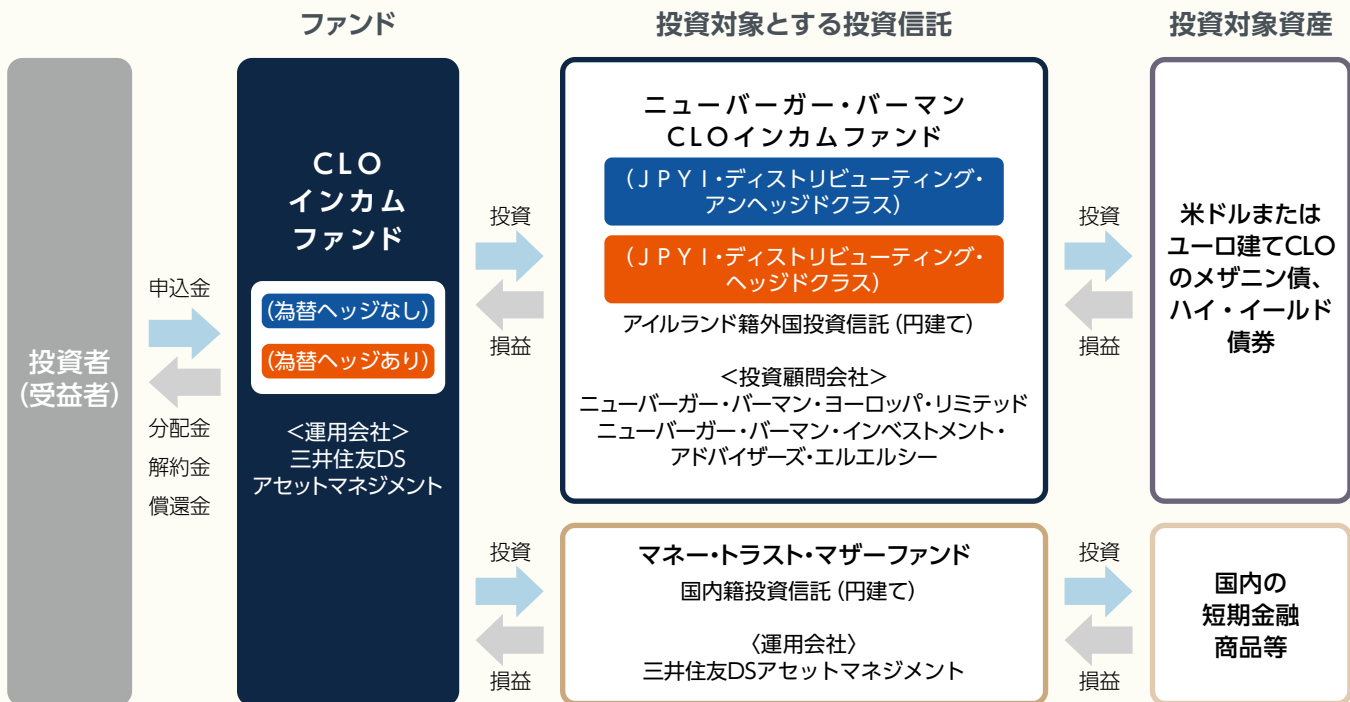 ファンド
投資対象とする投資信託
投資対象資産
投資者
(受益者)
申込金
分配金
解約金
償還金
CLO
インカム
ファンド
(為替ヘッジなし)
(為替ヘッジあり)
<運用会社>
三井住友DS
アセットマネジメント
投資
損益
ニューバーガー・バーマン
CLOインカムファンド
(JPYI・ディストリビューティング・
アンヘッジドクラス)
(JPYI・ディストリビューティング・
ヘッジドクラス)
アイルランド籍外国投資信託(円建て)
<投資顧問会社>
ニューバーガー・バーマン・ヨーロッパ・リミテッド
ニューバーガー・バーマン・インベストメント・
アドバイザーズ・エルエルシー
投資
損益
米ドルまたは
ユーロ建てCLO
のメザニン債、
ハイ・イールド
債券
投資
損益
マネー・トラスト・マザーファンド
国内籍投資信託(円建て)
〈運用会社〉
三井住友DSアセットマネジメント
投資
損益
国内の
短期金融
商品等